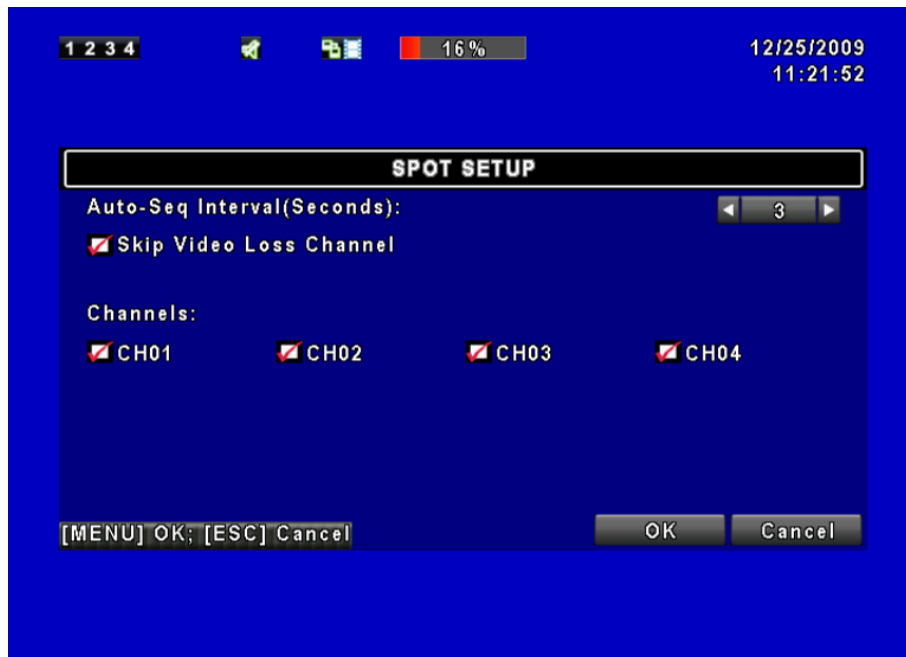 1 2 3 4 16% 12/25/2009
11:21:52
SPOT SETUP
Auto-Seq Interval(Seconds): 3
Skip Video Loss Channel
Channels:
CH01 CH02 CH03 CH04
[MENU] OK; [ESC] Cancel OK Cancel